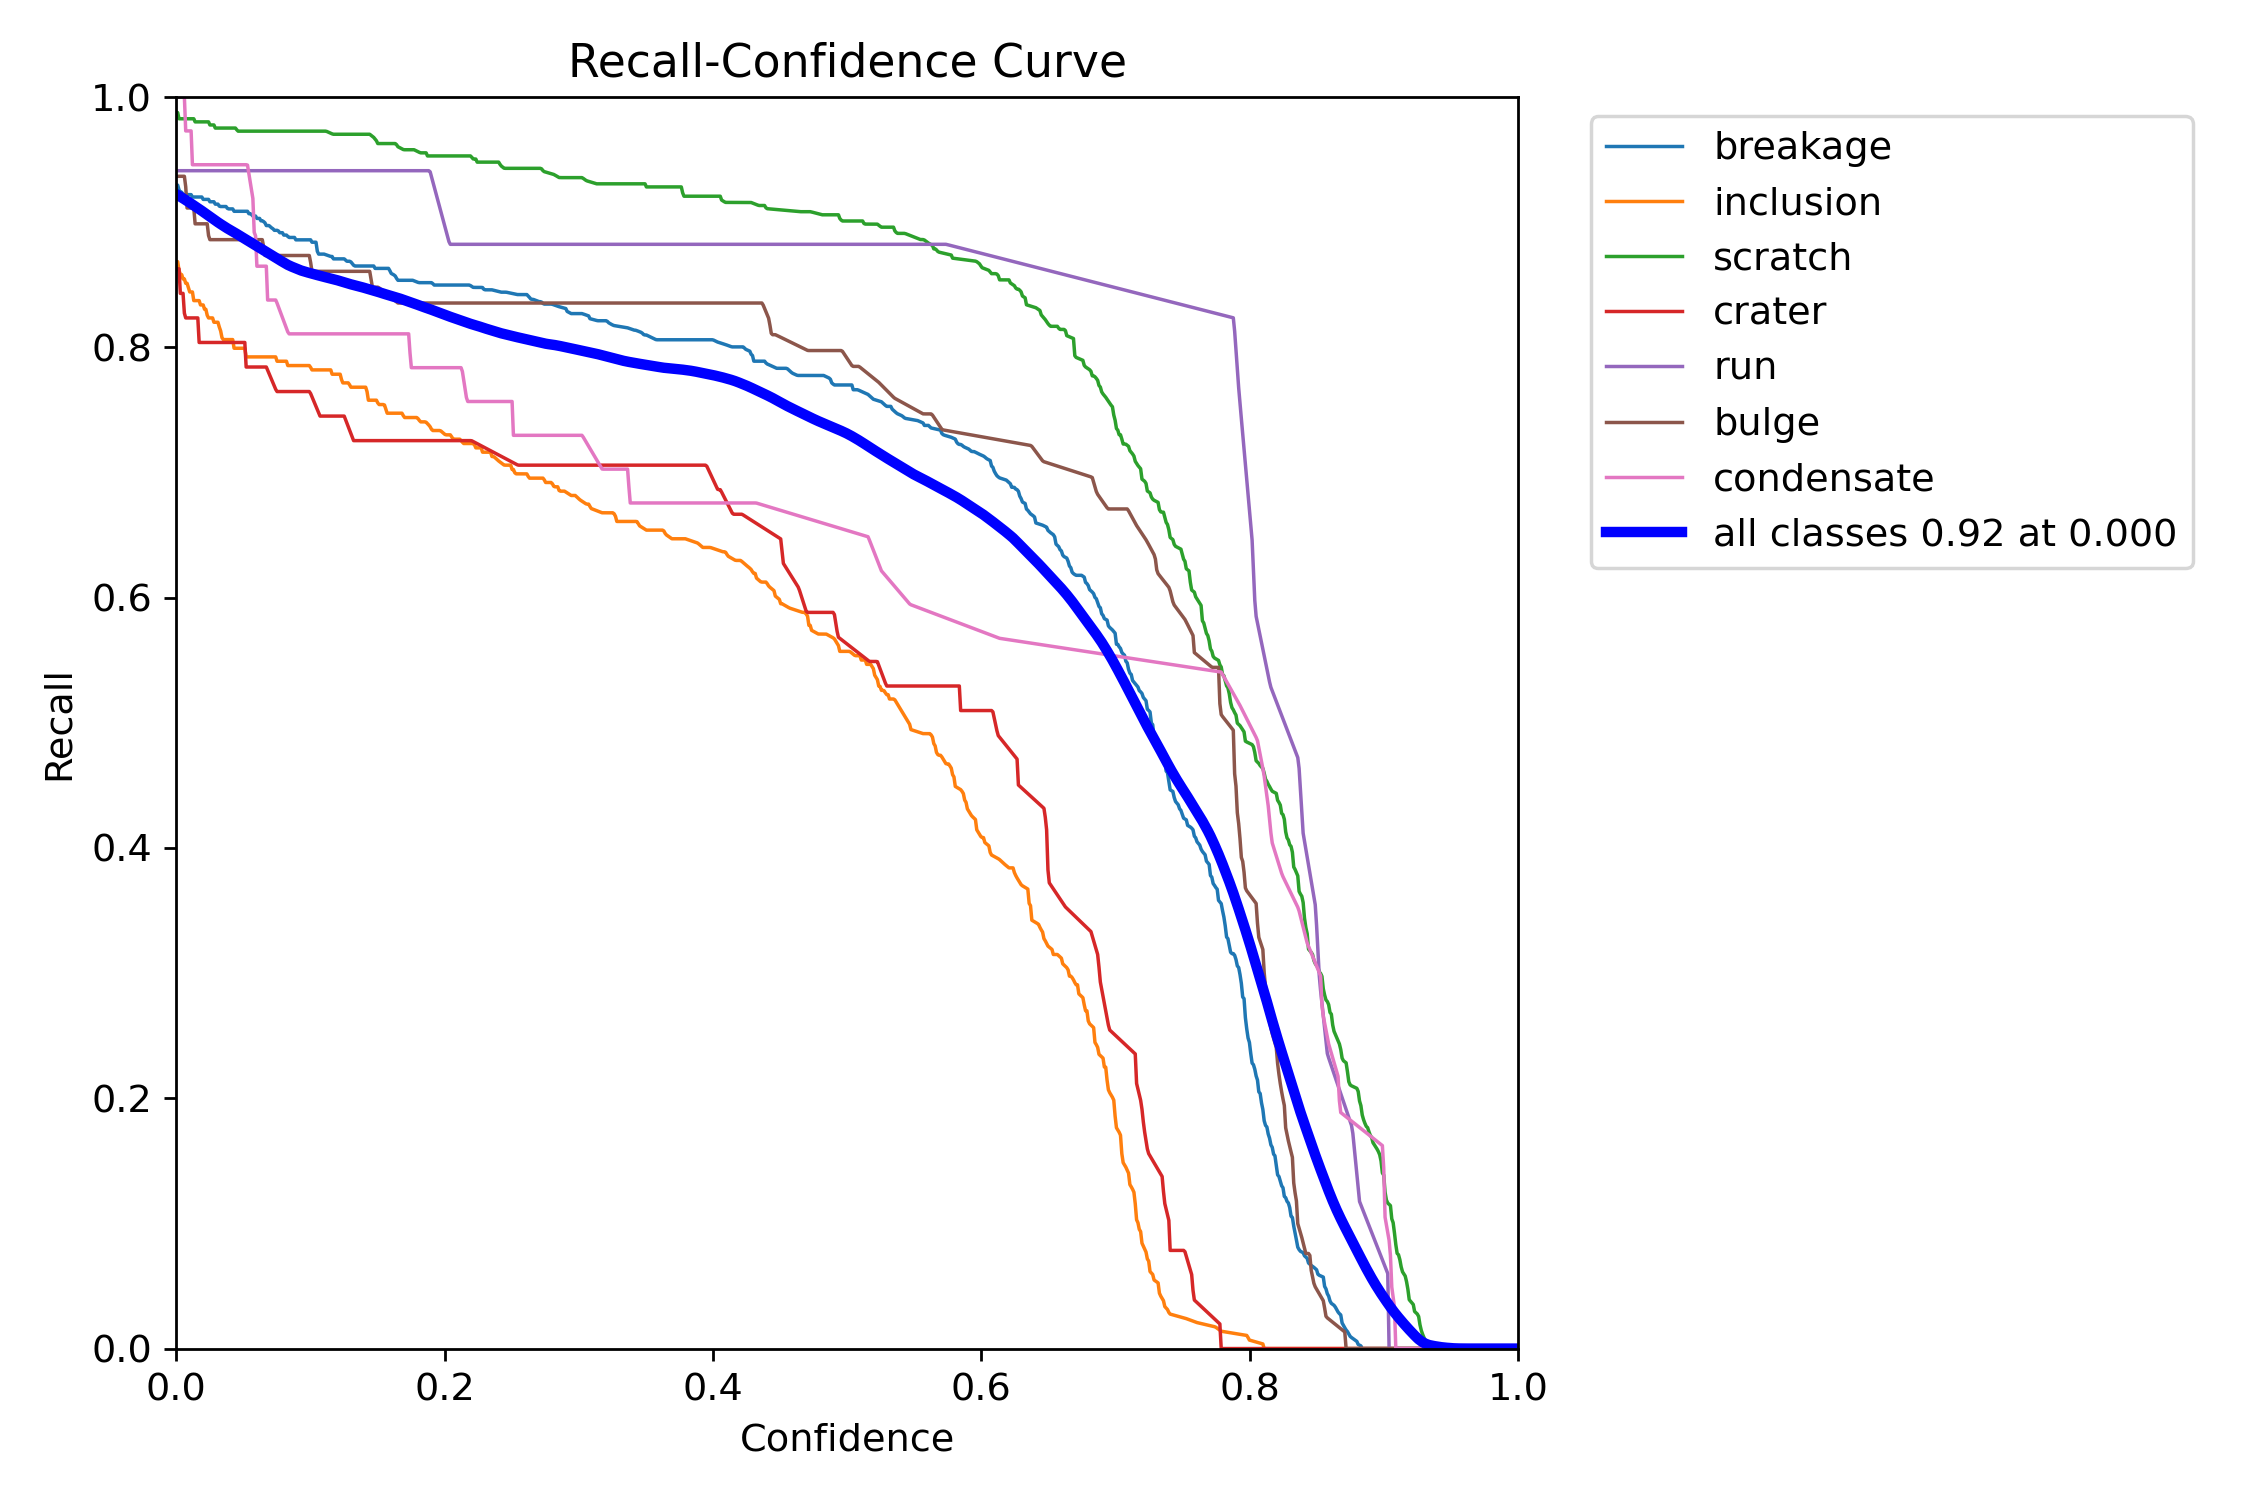 Recall-Confidence Curve
1.0
0.8
0.6
0.4
0.2
0.0
Recall
0.0 0.2 0.4 0.6 0.8 1.0
Confidence
breakage
inclusion
scratch
crater
run
bulge
condensate
all classes 0.92 at 0.000